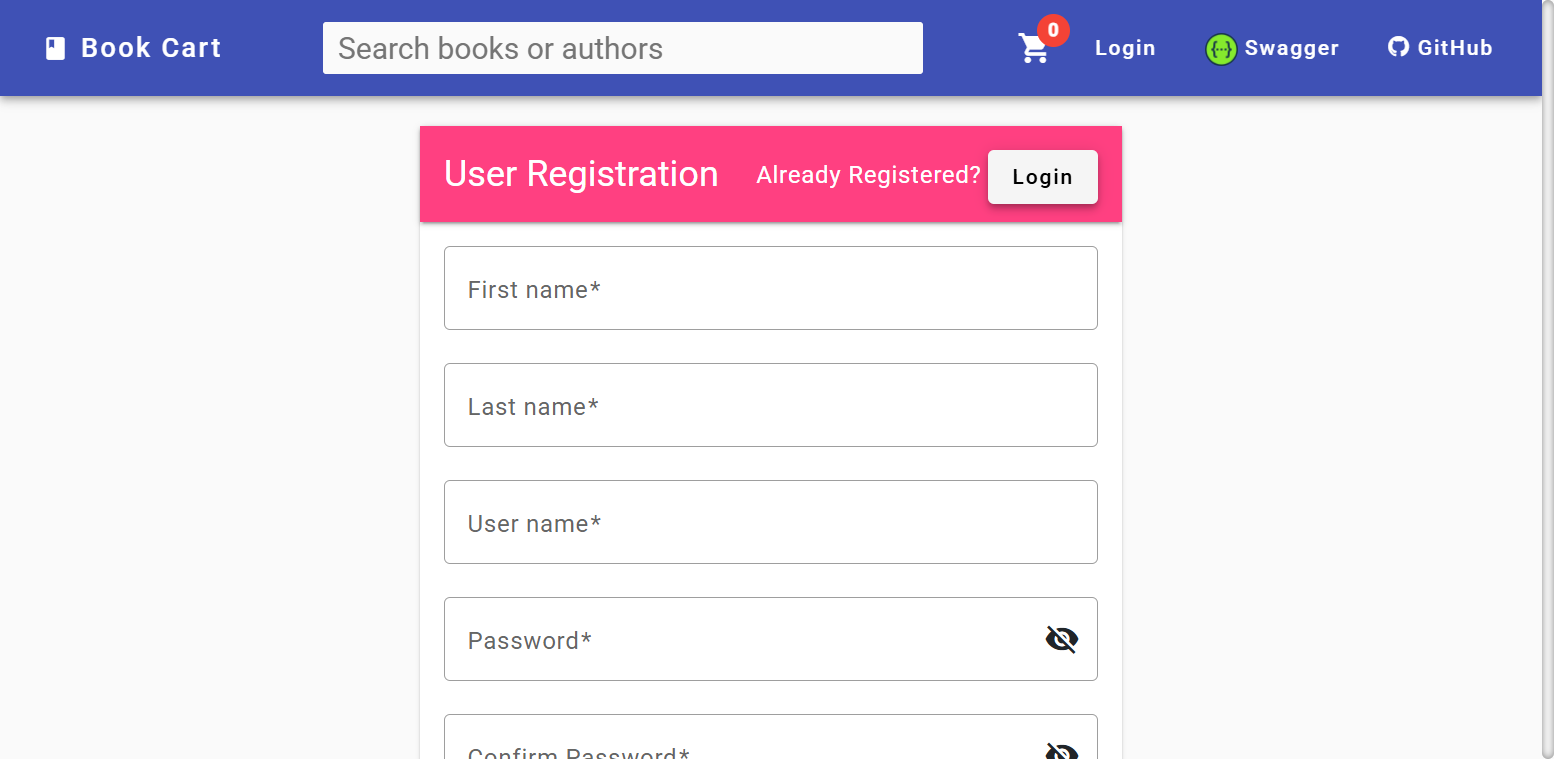 Book Cart
Search books or authors
0
Login
Swagger
GitHub
User Registration
Already Registered?
Login
First name*
Last name*
User name*
Password*
Confirm Password*